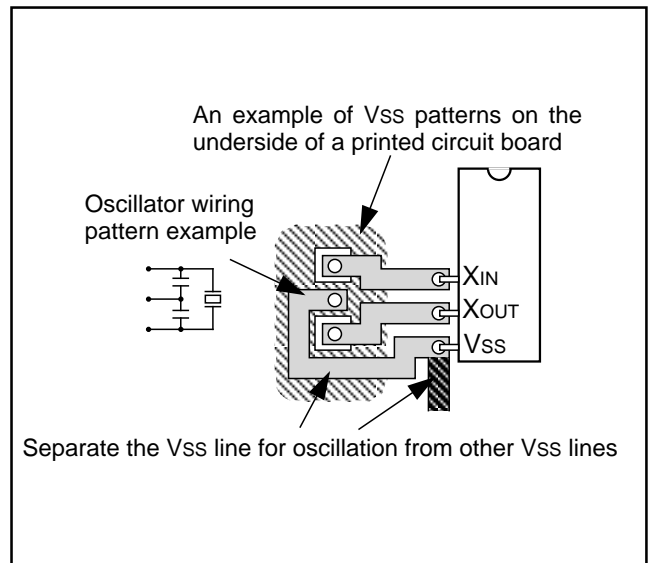 An example of VSS patterns on the
underside of a printed circuit board
Oscillator wiring
pattern example
XIN
XOUT
VSS
Separate the VSS line for oscillation from other VSS lines